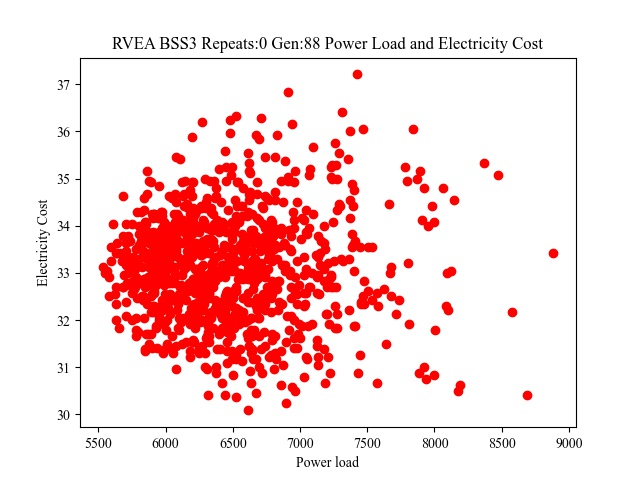 RVEA BSS3 Repeats:0 Gen:88 Power Load and Electricity Cost
37
36
35
34
33
32
31
30
Electricity Cost
5500 6000 6500 7000 7500 8000 8500 9000
Power load